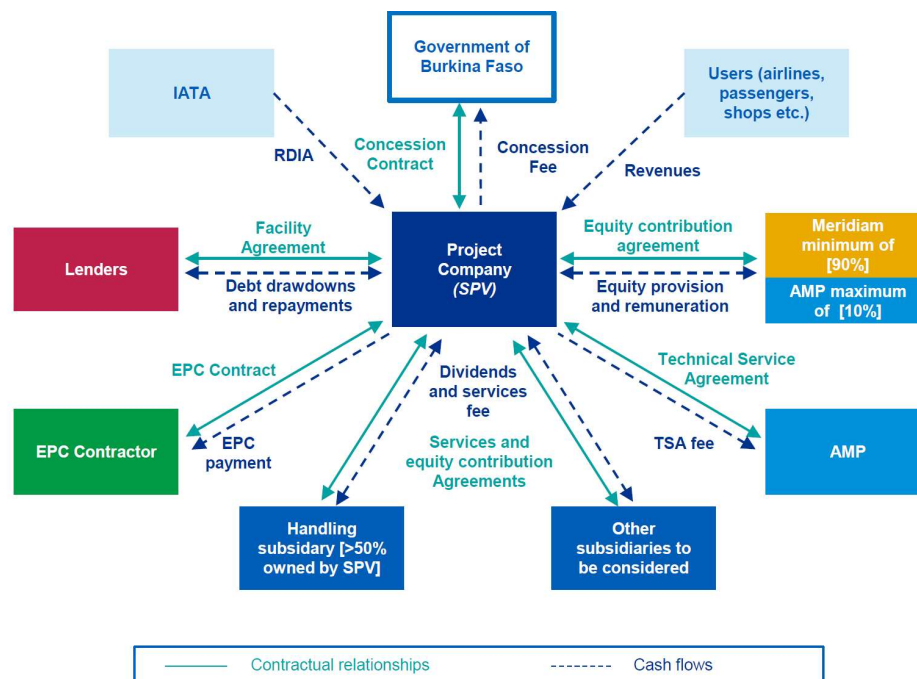 Government of
Burkina Faso
IATA
Users (airlines,
passengers,
shops etc.)
RDIA
Concession
Contract
Concession
Fee
Revenues
Lenders
Facility
Agreement
Debt drawdowns
and repayments
Project
Company
(SPV)
Equity contribution
agreement
Equity provision
and remuneration
Meridiam
minimum of
[90%]
AMP maximum
of [10%]
EPC Contract
EPC
payment
Dividends
and services
fee
Services and
equity contribution
Agreements
Technical Service
Agreement
TSA fee
EPC Contractor
AMP
Handling
subsidary [>50%
owned by SPV]
Other
subsidiaries to
be considered
Contractual relationships
Cash flows